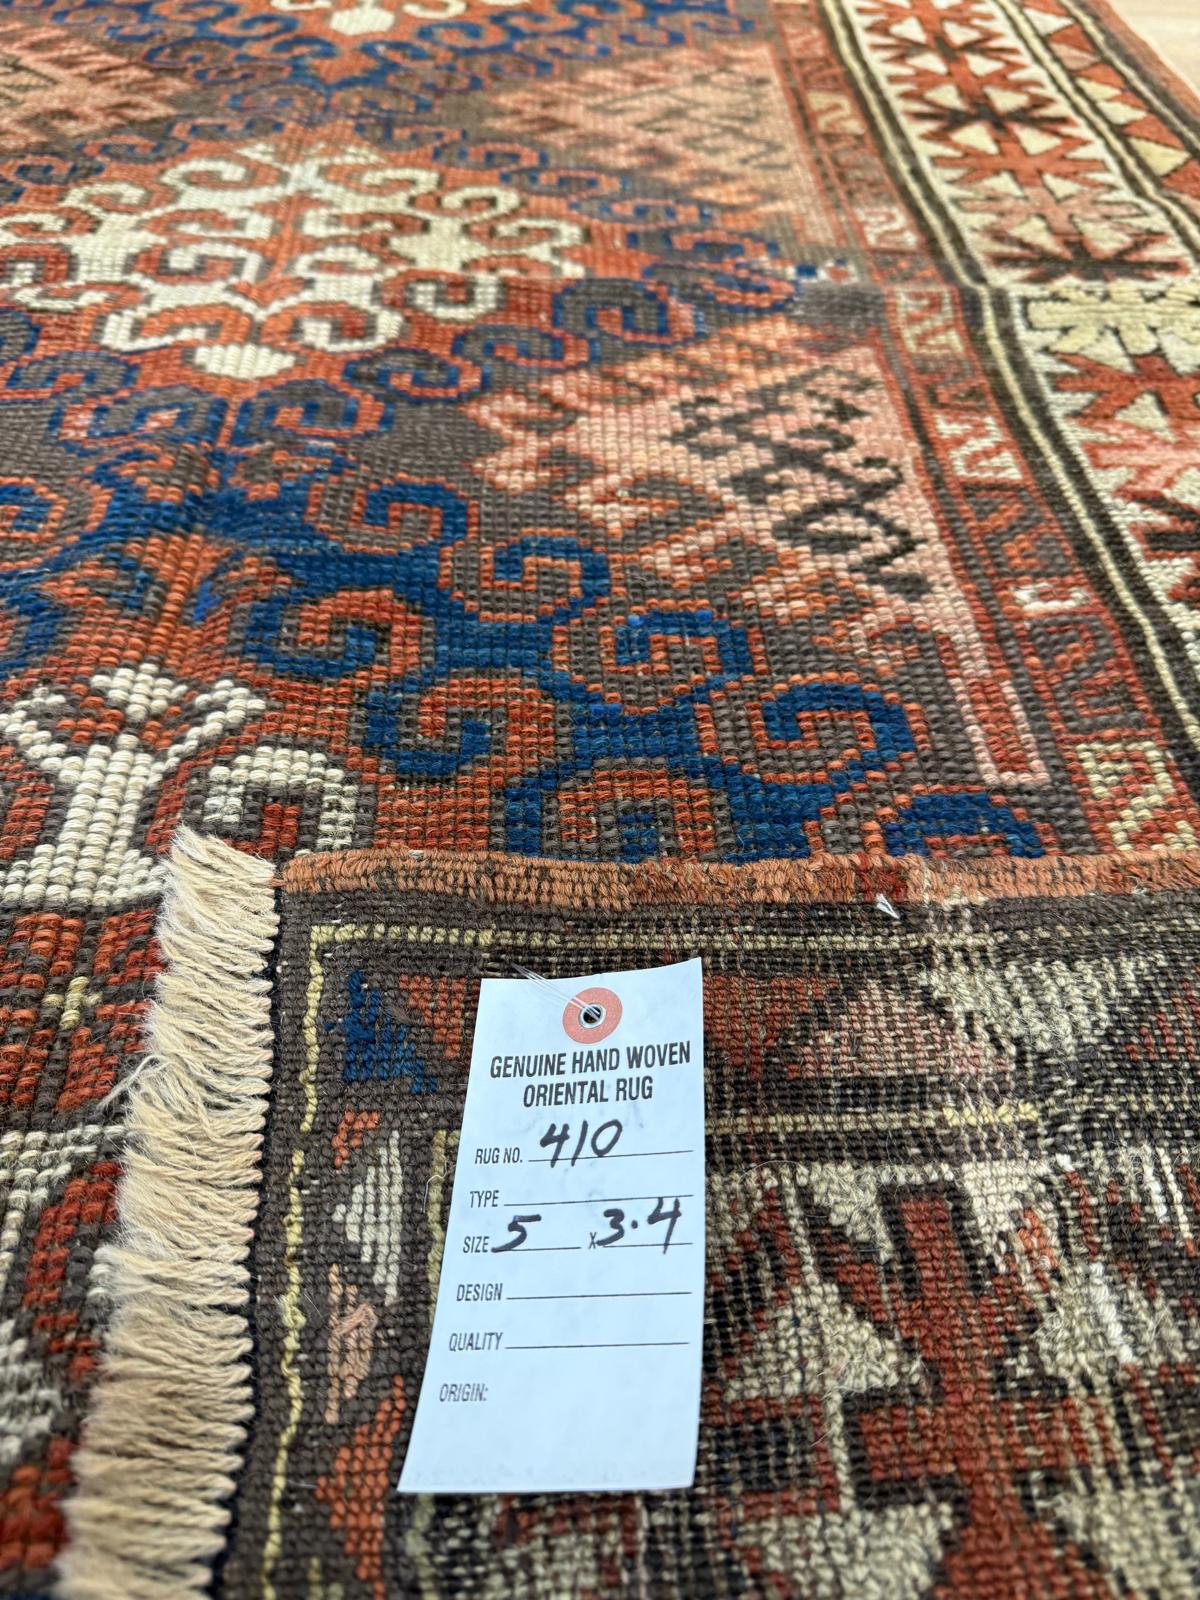 GENUINE HAND WOVEN
ORIENTAL RUG
RUG NO. 410
TYPE
SIZE 5 X 3.4
DESIGN
QUALITY
ORIGIN: